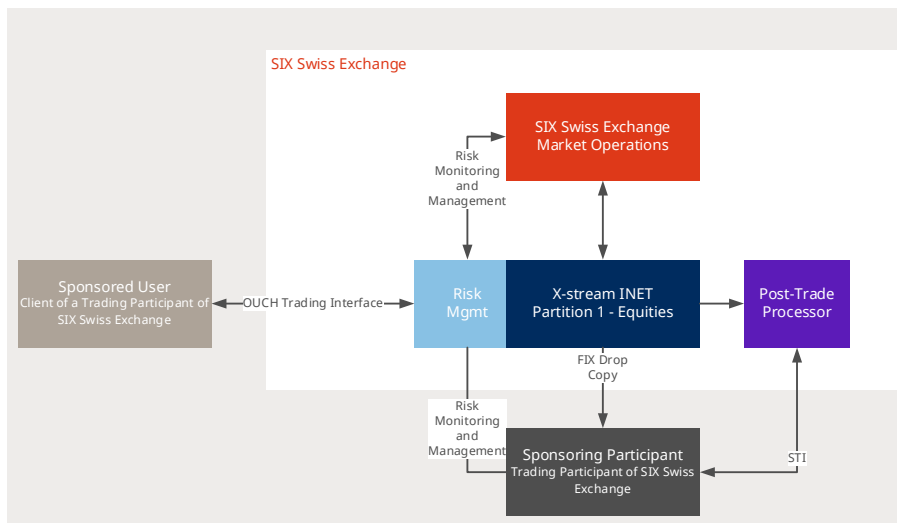 SIX Swiss Exchange
SIX Swiss Exchange
Market Operations
Risk
Monitoring
and
Management
Sponsored User
Client of a Trading Participant of
SIX Swiss Exchange
OUCH Trading Interface
Risk
Mgmt
X-stream INET
Partition 1 - Equities
Post-Trade
Processor
FIX Drop
Copy
Risk
Monitoring
and
Management
Sponsoring Participant
Trading Participant of SIX Swiss
Exchange
STI